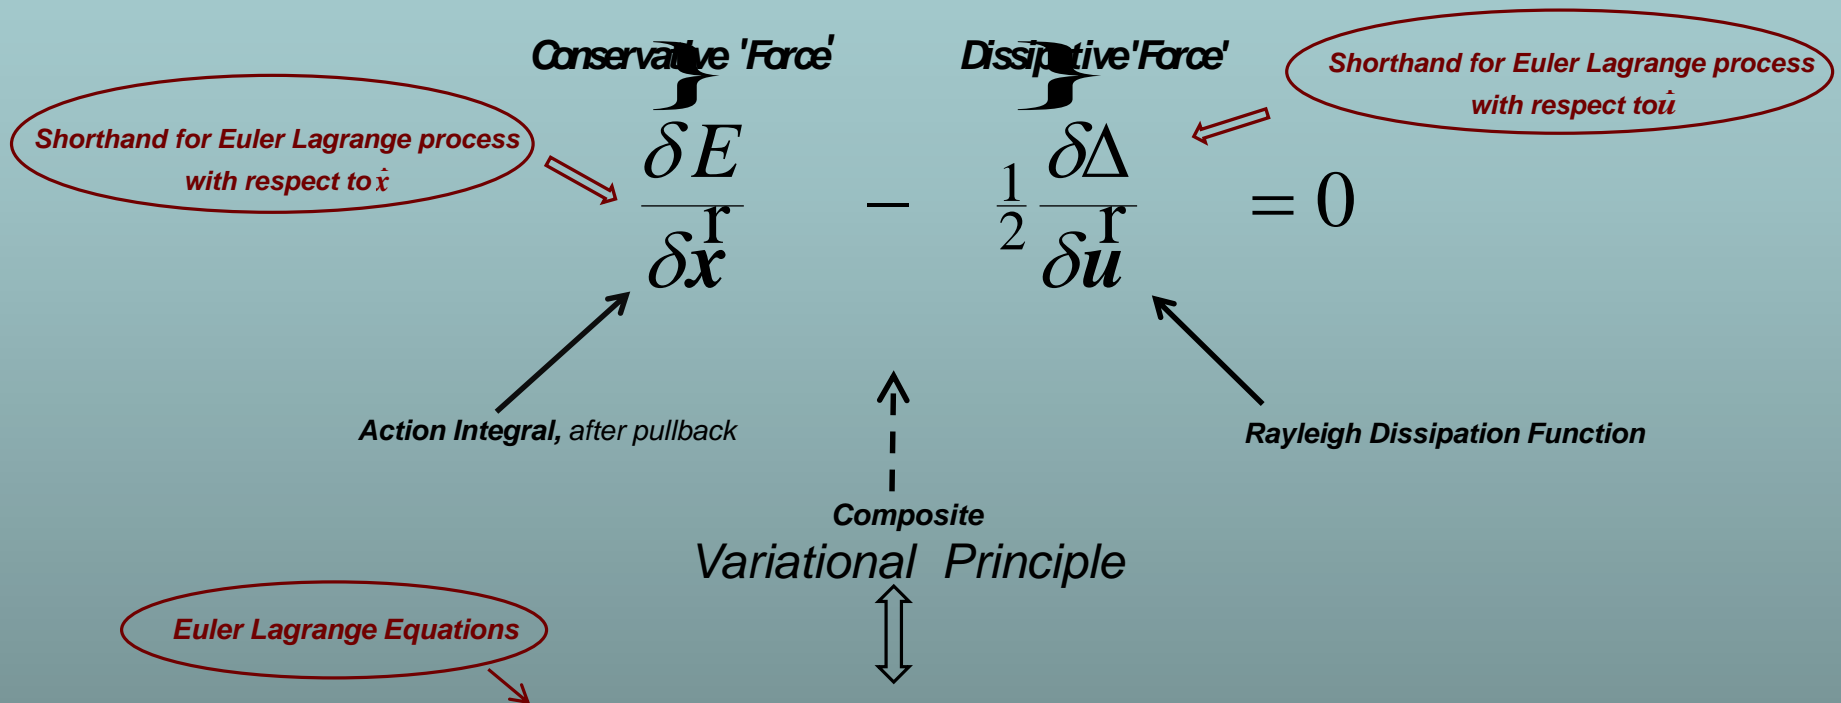 Conservative 'Force' Dissipative 'Force'
Shorthand for Euler Lagrange process
with respect to x̂
Shorthand for Euler Lagrange process
with respect to û
δE/δx⃗ − ½ δΔ/δu⃗ = 0
Action Integral, after pullback
Rayleigh Dissipation Function
Composite
Variational Principle
Euler Lagrange Equations